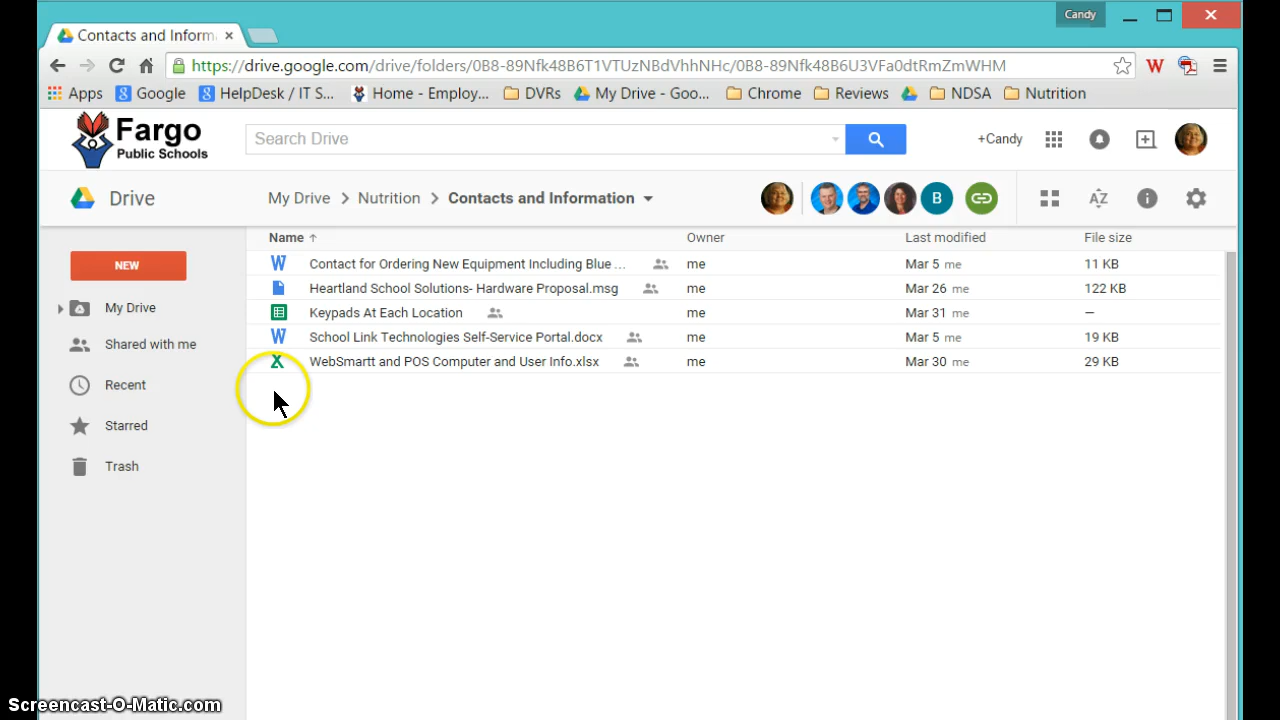 Candy
Contacts and Inform
https://drive.google.com/drive/folders/0B8-89Nfk48B6T1VTUzNBdVhhNHc/0B8-89Nfk48B6U3VFa0dtRmZmWHM
W
Apps Google HelpDesk / IT S... Home - Employ... DVRs My Drive - Goo... Chrome Reviews NDSA Nutrition
Fargo
Public Schools
Search Drive
+Candy
Drive
My Drive > Nutrition > Contacts and Information
B
AZ
Name Owner Last modified File size
NEW
My Drive
Shared with me
Recent
Starred
Trash
W Contact for Ordering New Equipment Including Blue ... me Mar 5 me 11 KB
Heartland School Solutions- Hardware Proposal.msg me Mar 26 me 122 KB
Keypads At Each Location me Mar 31 me —
W School Link Technologies Self-Service Portal.docx me Mar 5 me 19 KB
X WebSmartt and POS Computer and User Info.xlsx me Mar 30 me 29 KB
Screencast-O-Matic.com